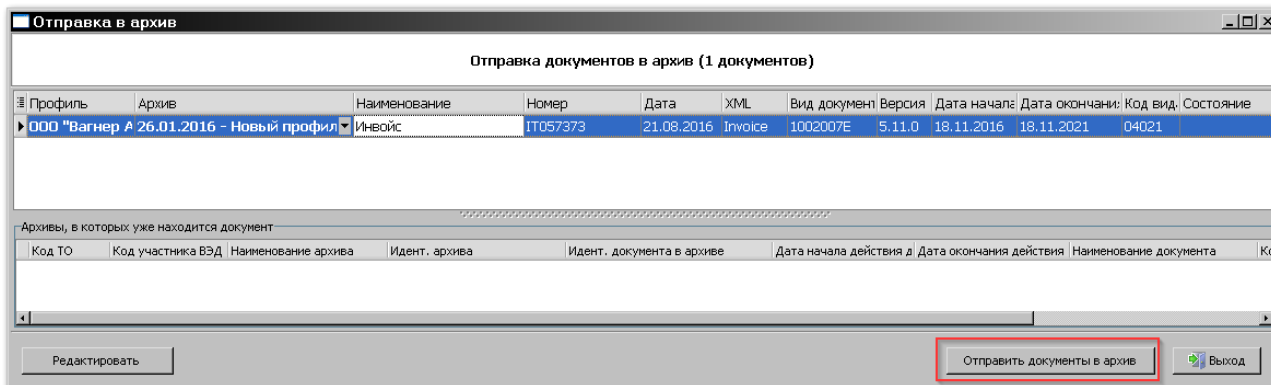 Отправка в архив
Отправка документов в архив (1 документов)
Профиль Архив Наименование Номер Дата XML Вид документ Версия Дата начала Дата окончани: Код вид. Состояние
ООО "Вагнер А 26.01.2016 - Новый профил Инвойс IT057373 21.08.2016 Invoice 1002007E 5.11.0 18.11.2016 18.11.2021 04021
Архивы, в которых уже находится документ
Код ТО Код участника ВЭД Наименование архива Идент. архива Идент. документа в архиве Дата начала действия д Дата окончания действия Наименование документа Ко
Редактировать Отправить документы в архив Выход